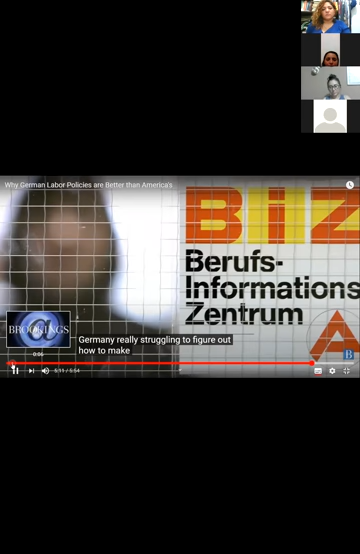 Why German Labor Policies are Better than America's
BiZ
Berufs-
Informations
Zentrum
BROOKINGS
Germany really struggling to figure out
how to make
0:06
5:11 / 5:54
B